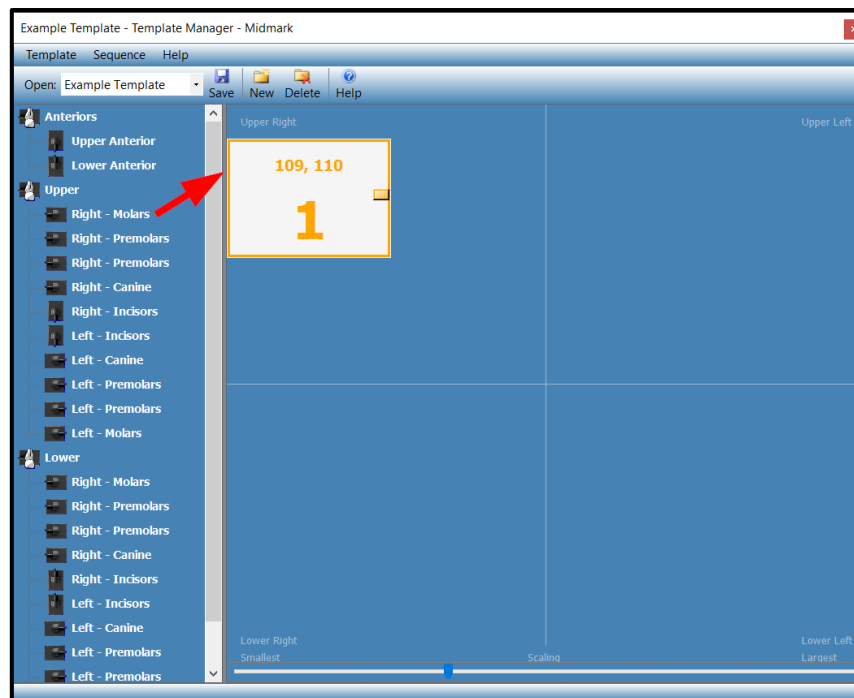 Example Template - Template Manager - Midmark
Template Sequence Help
Open: Example Template Save New Delete Help
Anteriors
Upper Anterior
Lower Anterior
Upper
Right - Molars
Right - Premolars
Right - Premolars
Right - Canine
Right - Incisors
Left - Incisors
Left - Canine
Left - Premolars
Left - Premolars
Left - Molars
Lower
Right - Molars
Right - Premolars
Right - Premolars
Right - Canine
Right - Incisors
Left - Incisors
Left - Canine
Left - Premolars
Left - Premolars
Upper Right Upper Left
109, 110
1
Lower Right Lower Left
Smallest Scaling Largest